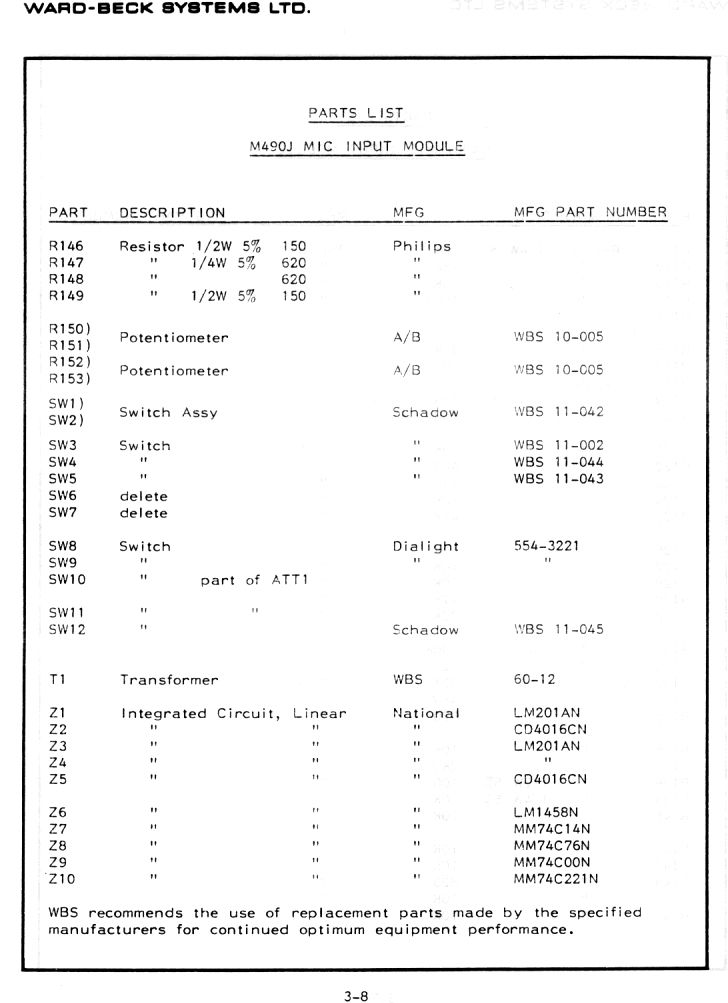 WARD-BECK SYSTEMS LTD.
PARTS LIST
M490J MIC INPUT MODULE
PART DESCRIPTION MFG MFG PART NUMBER
R146 Resistor 1/2W 5% 150 Philips
R147 " 1/4W 5% 620 "
R148 " 620 "
R149 " 1/2W 5% 150 "
R150)
R151) Potentiometer A/B WBS 10-005
R152)
R153) Potentiometer A/B WBS 10-005
SW1)
SW2) Switch Assy Schadow WBS 11-042
SW3 Switch " WBS 11-002
SW4 " " WBS 11-044
SW5 " " WBS 11-043
SW6 delete
SW7 delete
SW8 Switch Dialight 554-3221
SW9 " " "
SW10 " part of ATT1
SW11 " "
SW12 " Schadow WBS 11-045
T1 Transformer WBS 60-12
Z1 Integrated Circuit, Linear National LM201AN
Z2 " " " CD4016CN
Z3 " " " LM201AN
Z4 " " " "
Z5 " " " CD4016CN
Z6 " " " LM1458N
Z7 " " " MM74C14N
Z8 " " " MM74C76N
Z9 " " " MM74C00N
Z10 " " " MM74C221N
WBS recommends the use of replacement parts made by the specified
manufacturers for continued optimum equipment performance.
3-8